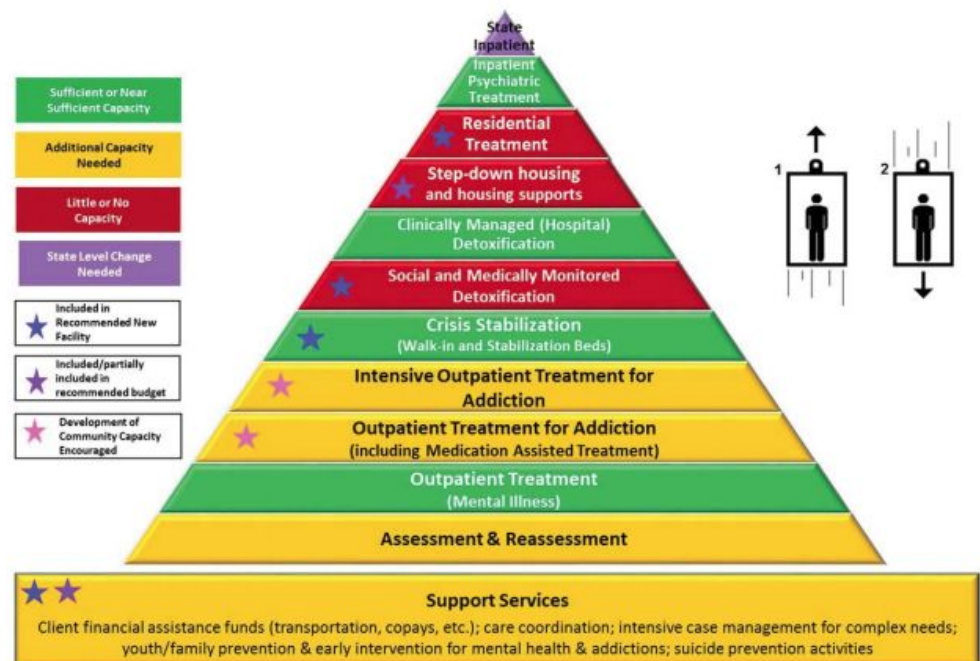 State
Inpatient
Inpatient
Psychiatric
Treatment
Residential
Treatment
Step-down housing
and housing supports
Clinically Managed (Hospital)
Detoxification
Social and Medically Monitored
Detoxification
Crisis Stabilization
(Walk-in and Stabilization Beds)
Intensive Outpatient Treatment for
Addiction
Outpatient Treatment for Addiction
(including Medication Assisted Treatment)
Outpatient Treatment
(Mental Illness)
Assessment & Reassessment
Support Services
Client financial assistance funds (transportation, copays, etc.); care coordination; intensive case management for complex needs;
youth/family prevention & early intervention for mental health & addictions; suicide prevention activities
Sufficient or Near
Sufficient Capacity
Additional Capacity
Needed
Little or No
Capacity
State Level Change
Needed
Included in
Recommended New
Facility
Included/partially
included in
recommended budget
Development of
Community Capacity
Encouraged
1
2